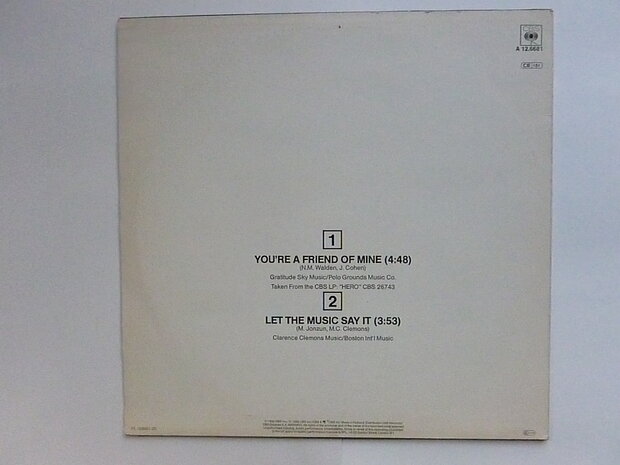 CBS
A 12.6681
1
YOU'RE A FRIEND OF MINE (4:48)
(N.M. Walden, J. Cohen)
Gratitude Sky Music/Polo Grounds Music Co.
Taken From the CBS LP: "HERO" CBS 26743
2
LET THE MUSIC SAY IT (3:53)
(M. Jonzun, M.C. Clemons)
Clarence Clemons Music/Boston Int'l Music